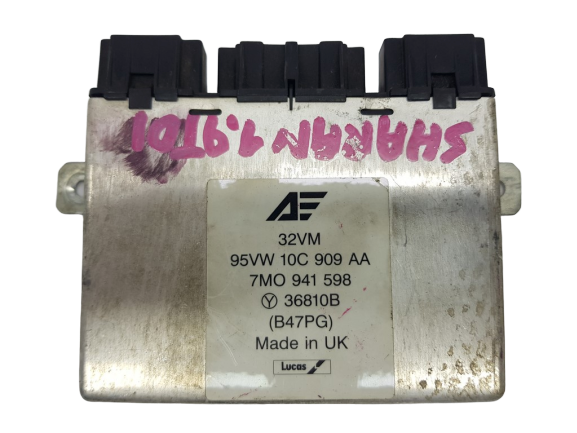 SHARAN 1.9TDI
AE
32VM
95VW 10C 909 AA
7MO 941 598
Ⓨ 36810B
(B47PG)
Made in UK
Lucas